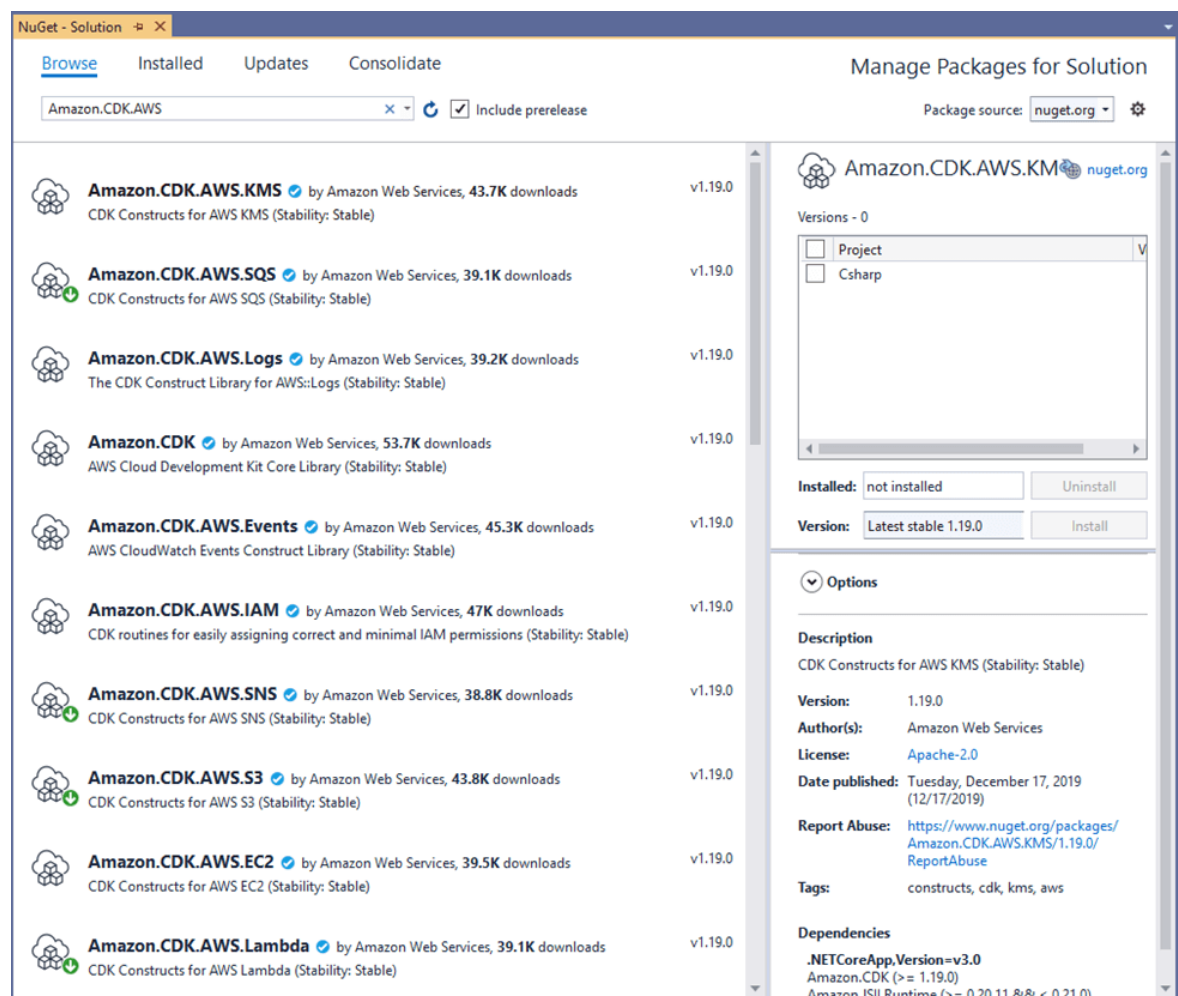 NuGet - Solution
Browse Installed Updates Consolidate
Manage Packages for Solution
Amazon.CDK.AWS
Include prerelease
Package source: nuget.org
Amazon.CDK.AWS.KMS by Amazon Web Services, 43.7K downloads v1.19.0
CDK Constructs for AWS KMS (Stability: Stable)
Amazon.CDK.AWS.SQS by Amazon Web Services, 39.1K downloads v1.19.0
CDK Constructs for AWS SQS (Stability: Stable)
Amazon.CDK.AWS.Logs by Amazon Web Services, 39.2K downloads v1.19.0
The CDK Construct Library for AWS::Logs (Stability: Stable)
Amazon.CDK by Amazon Web Services, 53.7K downloads v1.19.0
AWS Cloud Development Kit Core Library (Stability: Stable)
Amazon.CDK.AWS.Events by Amazon Web Services, 45.3K downloads v1.19.0
AWS CloudWatch Events Construct Library (Stability: Stable)
Amazon.CDK.AWS.IAM by Amazon Web Services, 47K downloads v1.19.0
CDK routines for easily assigning correct and minimal IAM permissions (Stability: Stable)
Amazon.CDK.AWS.SNS by Amazon Web Services, 38.8K downloads v1.19.0
CDK Constructs for AWS SNS (Stability: Stable)
Amazon.CDK.AWS.S3 by Amazon Web Services, 43.8K downloads v1.19.0
CDK Constructs for AWS S3 (Stability: Stable)
Amazon.CDK.AWS.EC2 by Amazon Web Services, 39.5K downloads v1.19.0
CDK Constructs for AWS EC2 (Stability: Stable)
Amazon.CDK.AWS.Lambda by Amazon Web Services, 39.1K downloads v1.19.0
CDK Constructs for AWS Lambda (Stability: Stable)
Amazon.CDK.AWS.KM nuget.org
Versions - 0
Project V
Csharp
Installed: not installed Uninstall
Version: Latest stable 1.19.0 Install
Options
Description
CDK Constructs for AWS KMS (Stability: Stable)
Version: 1.19.0
Author(s): Amazon Web Services
License: Apache-2.0
Date published: Tuesday, December 17, 2019
(12/17/2019)
Report Abuse: https://www.nuget.org/packages/
Amazon.CDK.AWS.KMS/1.19.0/
ReportAbuse
Tags: constructs, cdk, kms, aws
Dependencies
.NETCoreApp,Version=v3.0
Amazon.CDK (>= 1.19.0)
Amazon.JSII.Runtime (>= 0.20.11 && < 0.21.0)